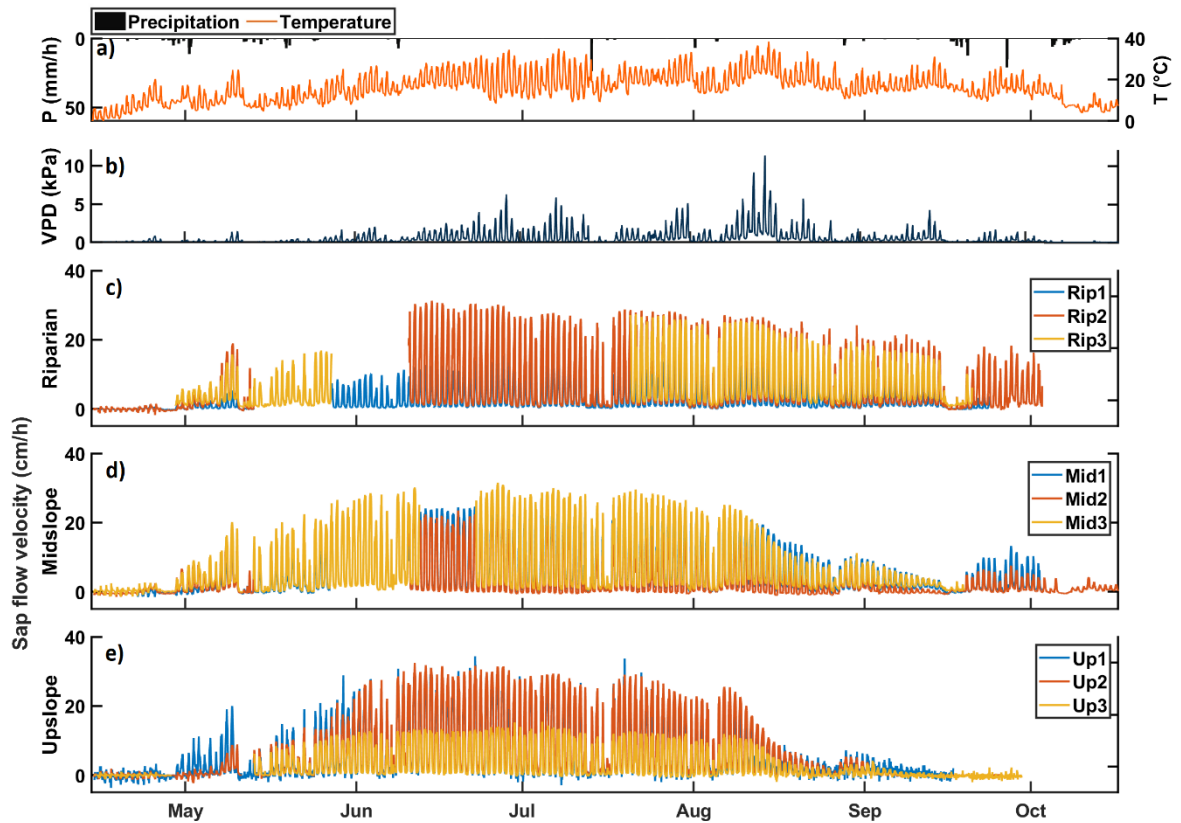 Precipitation Temperature
a)
P (mm/h)
0
50
T (°C)
40
20
0
b)
VPD (kPa)
10
5
0
Sap flow velocity (cm/h)
c)
Riparian
40
20
0
Rip1
Rip2
Rip3
d)
Midslope
40
20
0
Mid1
Mid2
Mid3
e)
Upslope
40
20
0
Up1
Up2
Up3
May Jun Jul Aug Sep Oct